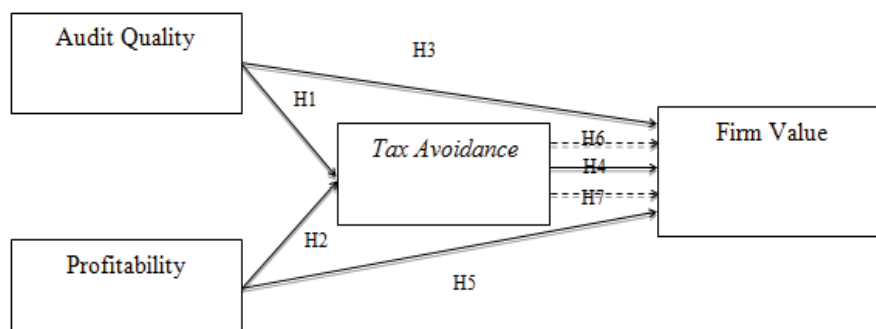 Audit Quality
H3
H1
Tax Avoidance
H6
H4
H7
Firm Value
H2
Profitability
H5